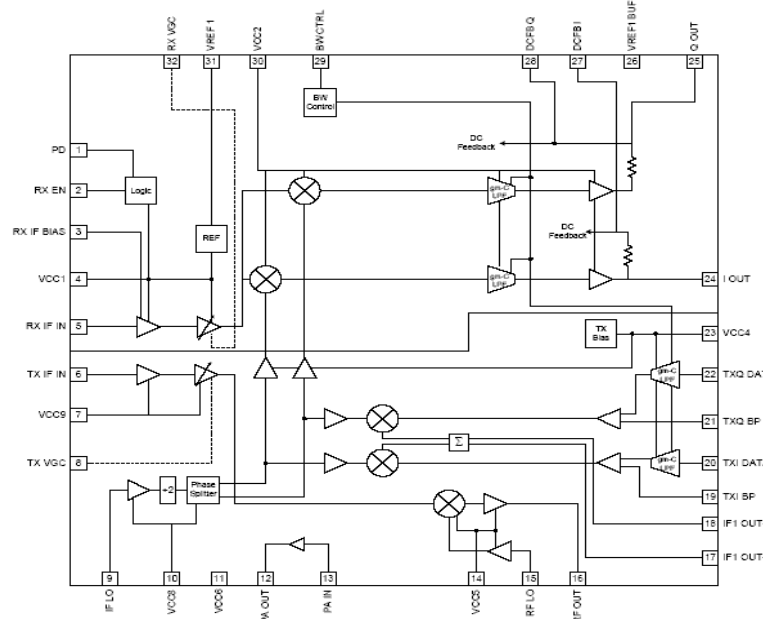 RX VGC
VREF 1
VCC2
BWCTRL
DCFB Q
DCFB I
VREF1 BUF
Q OUT
32
31
30
29
28
27
26
25
BW
Control
DC
Feedback
PD
1
RX EN
2
Logic
gm-C
LPF
RX IF BIAS
3
REF
DC
Feedback
VCC1
4
gm-C
LPF
24
I OUT
RX IF IN
5
TX
Bias
23
VCC4
TX IF IN
6
gm-C
LPF
22
TXQ DAT
VCC9
7
21
TXQ BP
Σ
TX VGC
8
gm-C
LPF
20
TXI DAT
÷2
Phase
Splitter
19
TXI BP
18
IF1 OUT
17
IF1 OUT
9
10
11
12
13
14
15
16
IF LO
VCC8
VCC6
PA OUT
PA IN
VCC5
RF LO
RF OUT